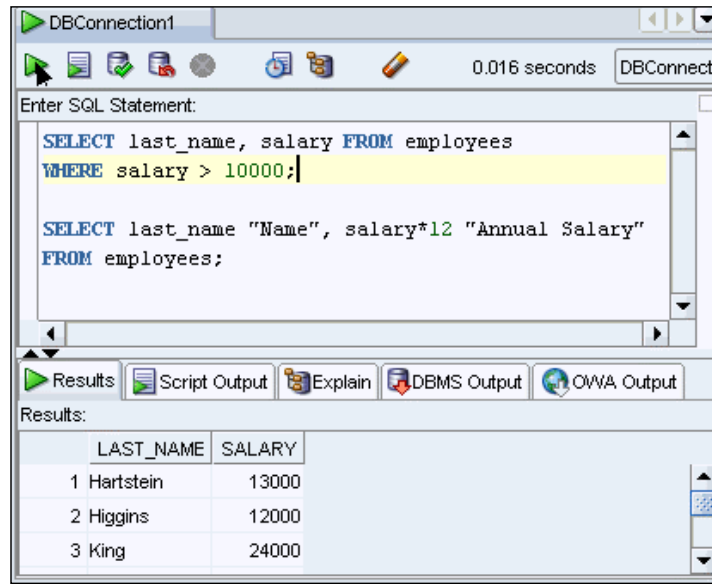 DBConnection1
0.016 seconds DBConnect
Enter SQL Statement:
SELECT last_name, salary FROM employees
WHERE salary > 10000;
SELECT last_name "Name", salary*12 "Annual Salary"
FROM employees;
Results Script Output Explain DBMS Output OWA Output
Results:
LAST_NAME SALARY
1 Hartstein 13000
2 Higgins 12000
3 King 24000